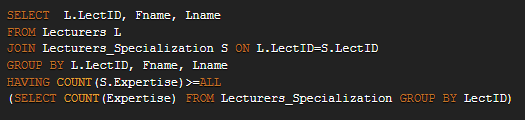 SELECT L.LectID, Fname, Lname
FROM Lecturers L
JOIN Lecturers_Specialization S ON L.LectID=S.LectID
GROUP BY L.LectID, Fname, Lname
HAVING COUNT(S.Expertise)>=ALL
(SELECT COUNT(Expertise) FROM Lecturers_Specialization GROUP BY LectID)